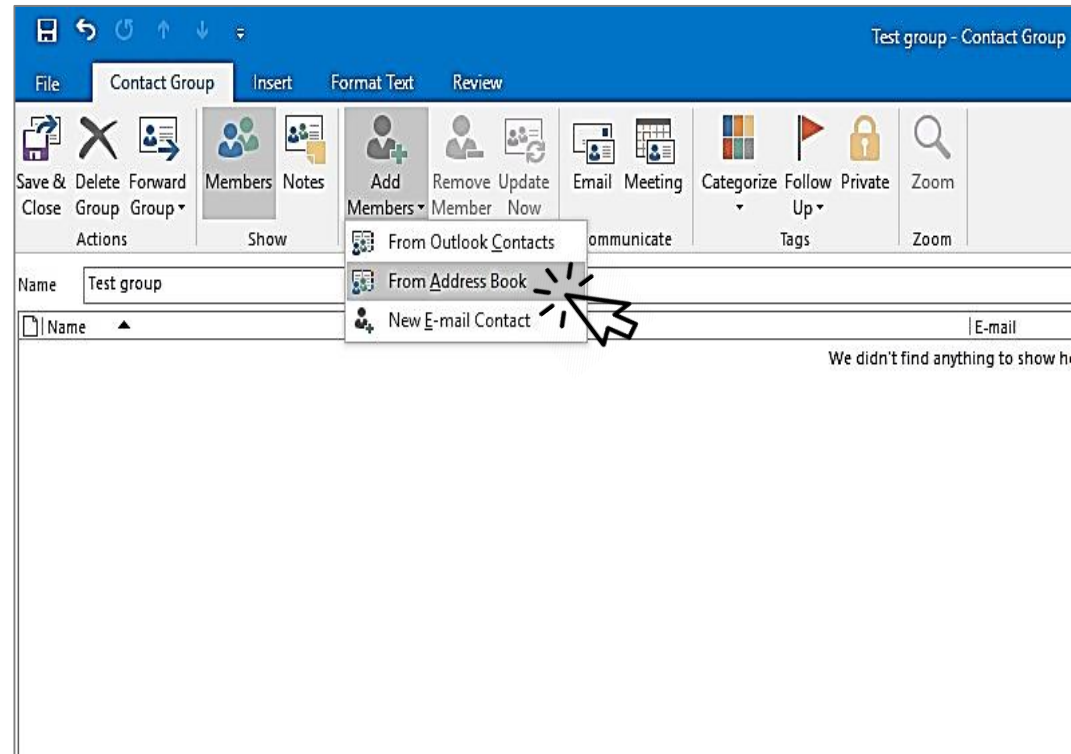 Test group - Contact Group
File Contact Group Insert Format Text Review
Save & Delete Forward Members Notes Add Remove Update Email Meeting Categorize Follow Private Zoom
Close Group Group Members Member Now Up
Actions Show ommunicate Tags Zoom
From Outlook Contacts
From Address Book
New E-mail Contact
Name Test group
Name E-mail
We didn't find anything to show h